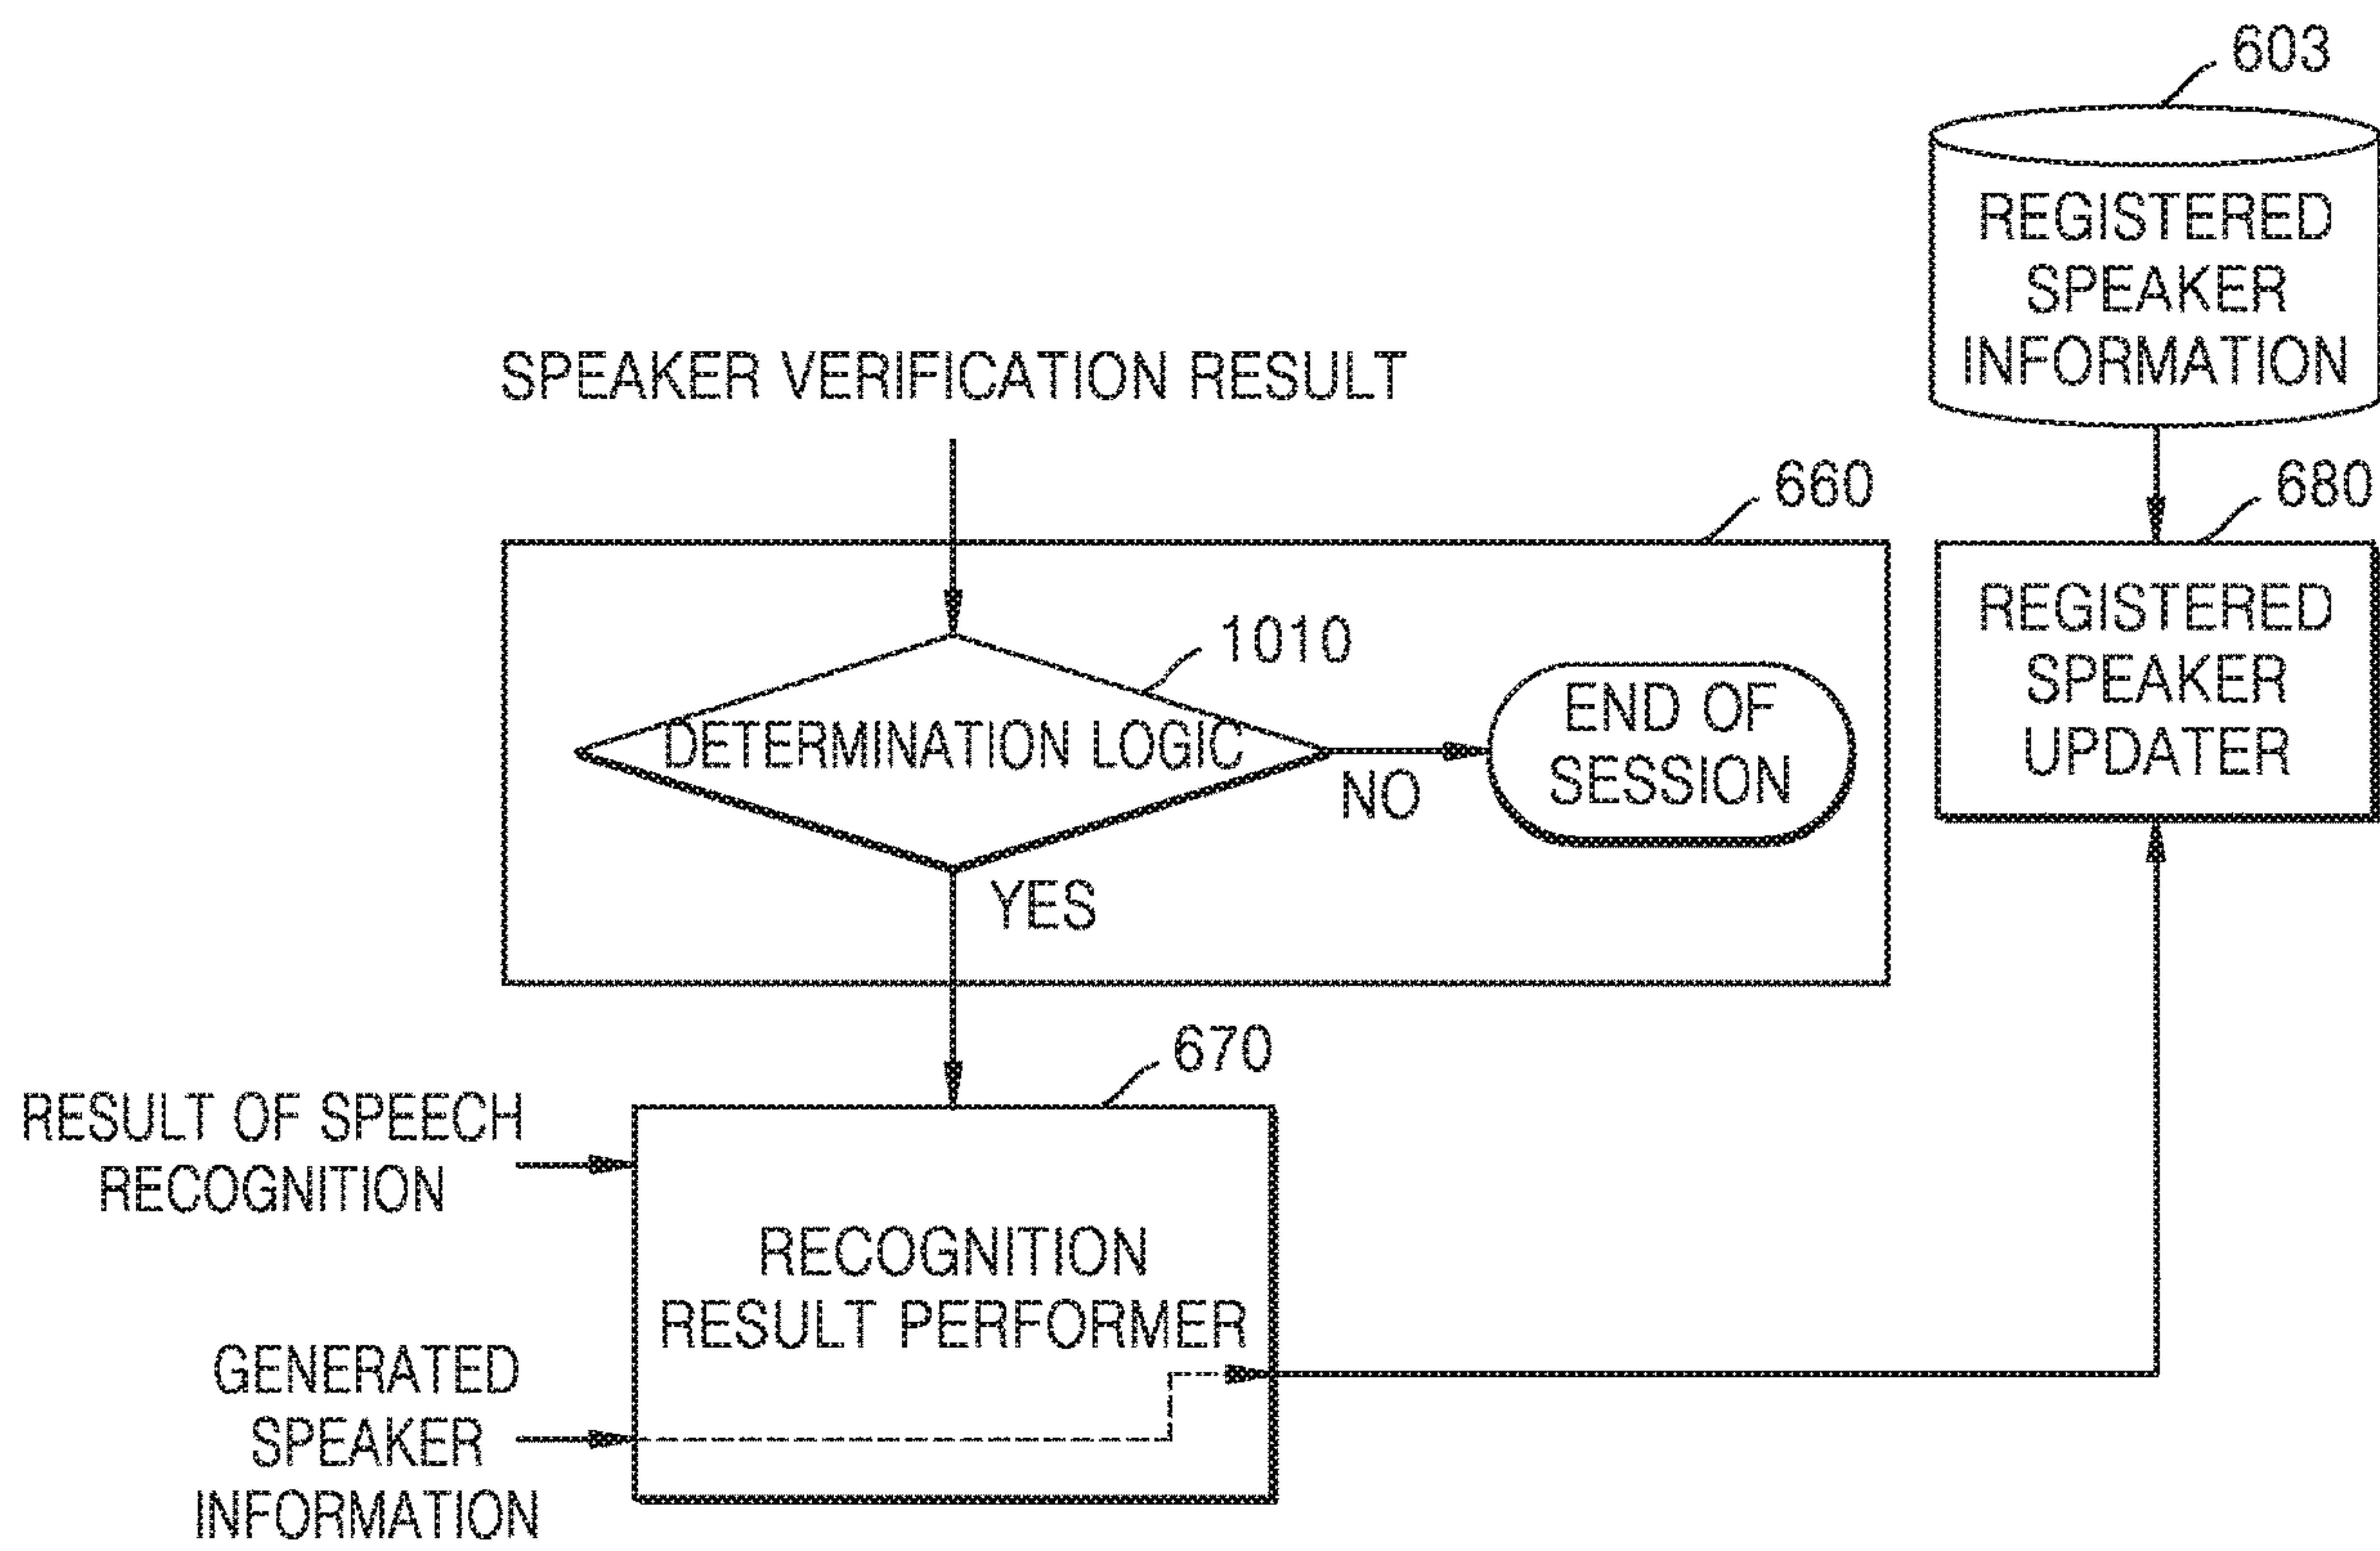 603
REGISTERED
SPEAKER
INFORMATION
SPEAKER VERIFICATION RESULT
660
680
1010
DETERMINATION LOGIC
NO
END OF
SESSION
REGISTERED
SPEAKER
UPDATER
YES
670
RESULT OF SPEECH
RECOGNITION
RECOGNITION
RESULT PERFORMER
GENERATED
SPEAKER
INFORMATION